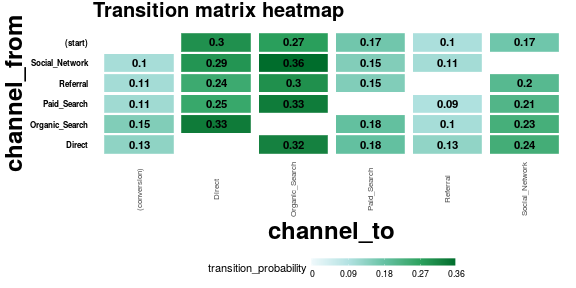 Transition matrix heatmap
channel_from
(start) 0.3 0.27 0.17 0.1 0.17
Social_Network 0.1 0.29 0.36 0.15 0.11
Referral 0.11 0.24 0.3 0.15 0.2
Paid_Search 0.11 0.25 0.33 0.09 0.21
Organic_Search 0.15 0.33 0.18 0.1 0.23
Direct 0.13 0.32 0.18 0.13 0.24
(conversion) Direct Organic_Search Paid_Search Referral Social_Network
channel_to
transition_probability
0 0.09 0.18 0.27 0.36